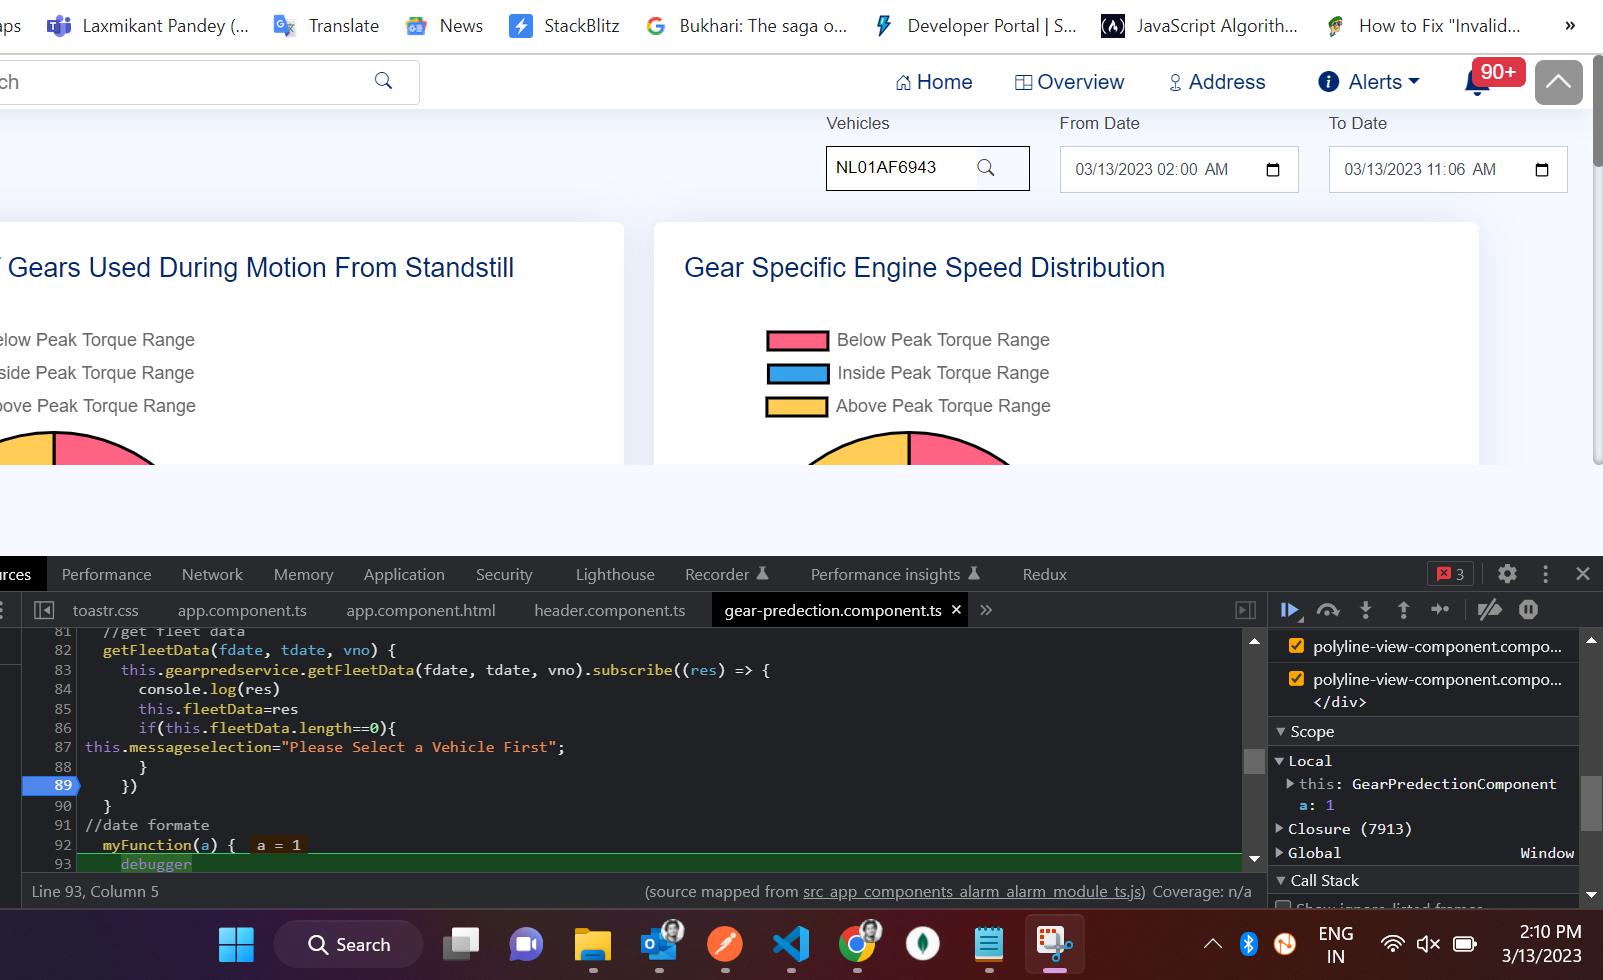 Laxmikant Pandey (...
Translate
News
StackBlitz
Bukhari: The saga o...
Developer Portal | S...
JavaScript Algorith...
How to Fix "Invalid...
»
Home
Overview
Address
Alerts
90+
Vehicles
From Date
To Date
NL01AF6943
03/13/2023 02:00 AM
03/13/2023 11:06 AM
Gears Used During Motion From Standstill
Gear Specific Engine Speed Distribution
Peak Torque Range
Peak Torque Range
Peak Torque Range
Below Peak Torque Range
Inside Peak Torque Range
Above Peak Torque Range
Performance
Network
Memory
Application
Security
Lighthouse
Recorder
Performance insights
Redux
3
toastr.css
app.component.ts
app.component.html
header.component.ts
gear-predection.component.ts ×
»
81 //get fleet data
82 getFleetData(fdate, tdate, vno) {
83 this.gearpredservice.getFleetData(fdate, tdate, vno).subscribe((res) => {
84 console.log(res)
85 this.fleetData=res
86 if(this.fleetData.length==0){
87 this.messageselection="Please Select a Vehicle First";
88 }
89 })
90 }
91 //date formate
92 myFunction(a) { a = 1
93 debugger
Line 93, Column 5
(source mapped from src_app_components_alarm_alarm_module_ts.js) Coverage: n/a
polyline-view-component.compo...
polyline-view-component.compo...
</div>
Scope
Local
this: GearPredectionComponent
a: 1
Closure (7913)
Global Window
Call Stack
Show ignore-listed frames
Search
ENG
IN
2:10 PM
3/13/2023